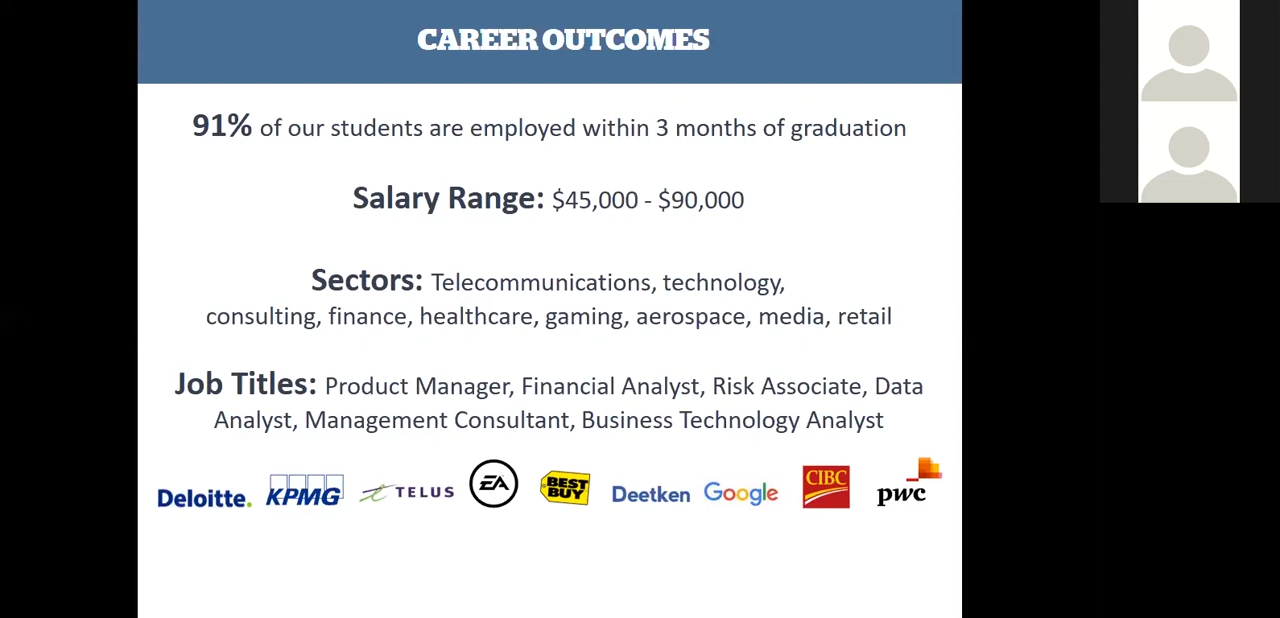 CAREER OUTCOMES
91% of our students are employed within 3 months of graduation
Salary Range: $45,000 - $90,000
Sectors: Telecommunications, technology,
consulting, finance, healthcare, gaming, aerospace, media, retail
Job Titles: Product Manager, Financial Analyst, Risk Associate, Data
Analyst, Management Consultant, Business Technology Analyst
Deloitte. KPMG TELUS EA BEST BUY Deetken Google CIBC pwc